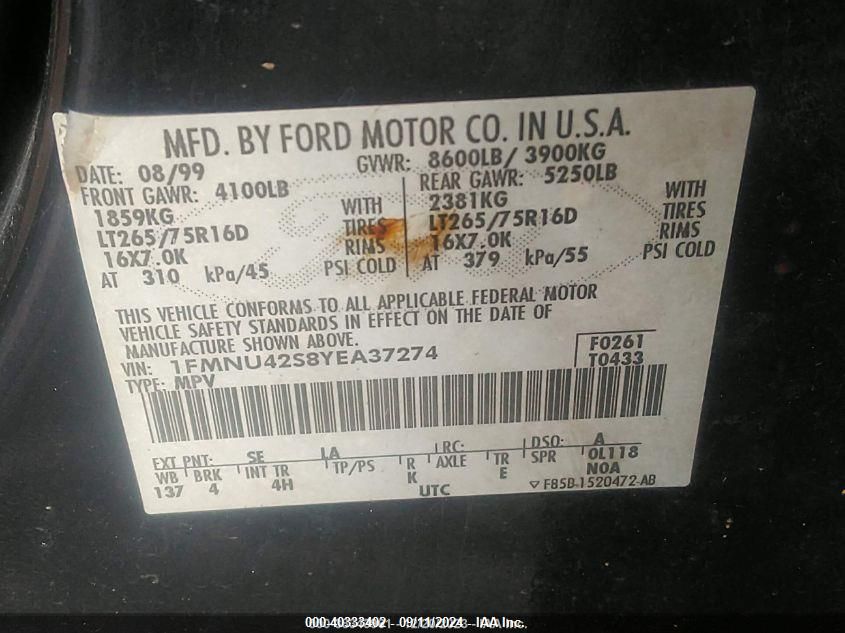 MFD. BY FORD MOTOR CO. IN U.S.A.
DATE: 08/99 GVWR: 8600LB/ 3900KG
FRONT GAWR: 4100LB REAR GAWR: 5250LB
1859KG WITH 2381KG WITH
LT265/75R16D TIRES LT265/75R16D TIRES
16X7.0K RIMS 16X7.0K RIMS
AT 310 kPa/45 PSI COLD AT 379 kPa/55 PSI COLD
THIS VEHICLE CONFORMS TO ALL APPLICABLE FEDERAL MOTOR
VEHICLE SAFETY STANDARDS IN EFFECT ON THE DATE OF
MANUFACTURE SHOWN ABOVE.
VIN: 1FMNU42S8YEA37274 F0261
TYPE: MPV T0433
EXT PNT: SE LA RC: DSO: A
WB BRK INT TR TP/PS R AXLE TR SPR 0L118
137 4 4H K E N0A
UTC ▽ F85B-1520472-AB
000-40333402 - 09/11/2024 - IAA Inc.